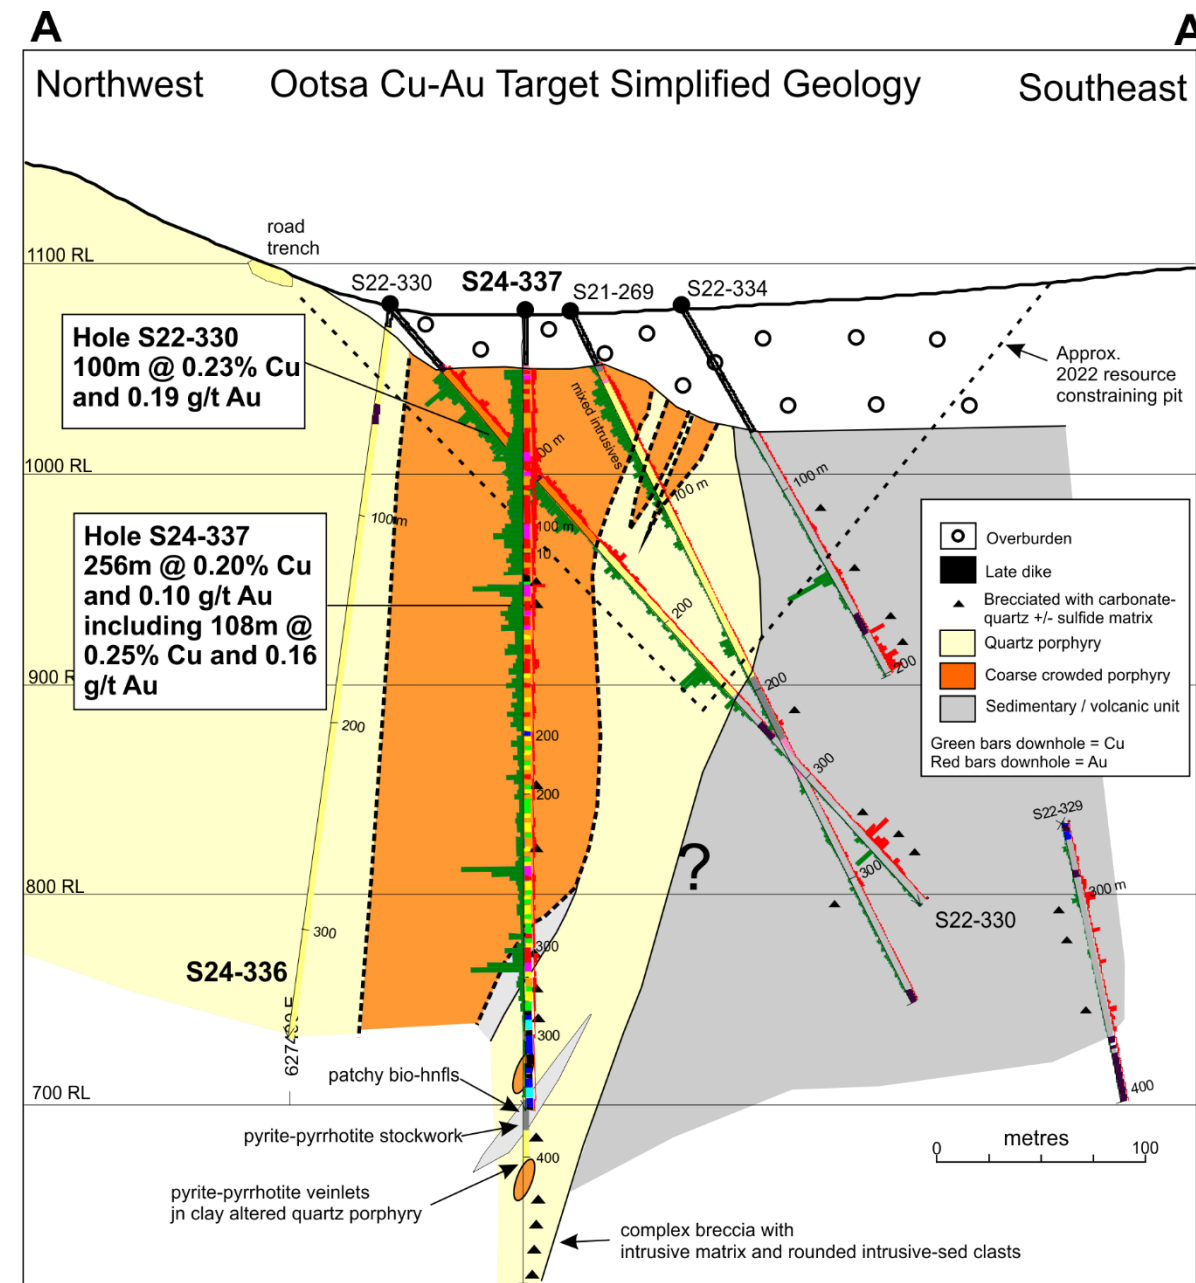 A
A
Northwest
Ootsa Cu-Au Target Simplified Geology
Southeast
road
trench
1100 RL
S22-330
S24-337
S21-269
S22-334
Hole S22-330
100m @ 0.23% Cu
and 0.19 g/t Au
Approx.
2022 resource
constraining pit
mixed intrusives
00 m
1000 RL
100 m
100 m
100 m
100 m
10
Hole S24-337
256m @ 0.20% Cu
and 0.10 g/t Au
including 108m @
0.25% Cu and 0.16
g/t Au
Overburden
Late dike
Brecciated with carbonate-
quartz +/- sulfide matrix
Quartz porphyry
Coarse crowded porphyry
Sedimentary / volcanic unit
Green bars downhole = Cu
Red bars downhole = Au
200
200
900 R
200
200
200
300
200
S22-329
?
300
800 RL
300 m
S22-330
300
300
S24-336
300
patchy bio-hnfls
700 RL
400
metres
0
100
pyrite-pyrrhotite stockwork
400
pyrite-pyrrhotite veinlets
jn clay altered quartz porphyry
complex breccia with
intrusive matrix and rounded intrusive-sed clasts